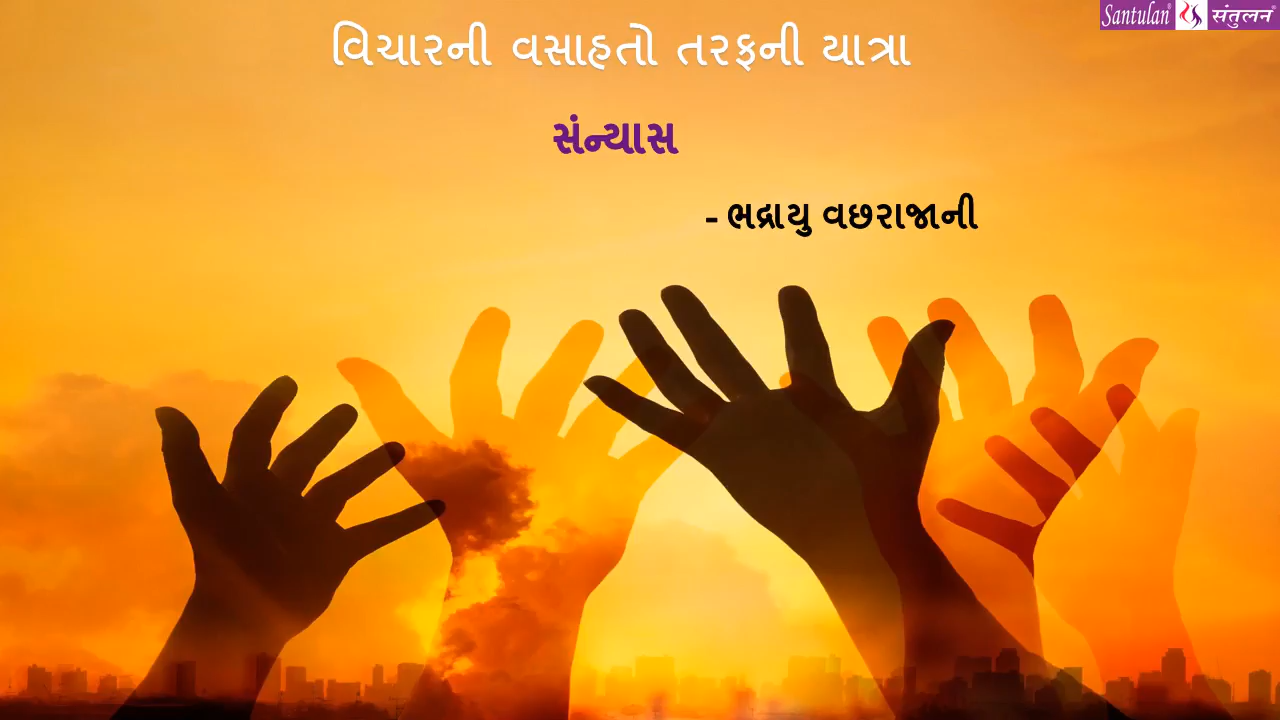 Santulan® संतुलन®
વિચારની વસાહતો તરફની યાત્રા
સંન્યાસ
- ભદ્રાયુ વછરાજાની